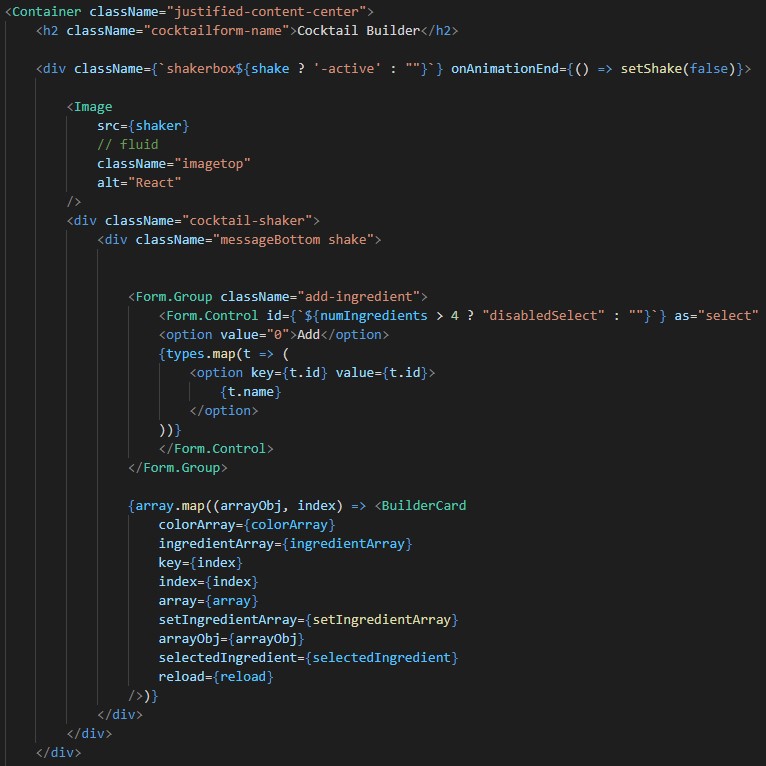 <Container className="justified-content-center">
<h2 className="cocktailform-name">Cocktail Builder</h2>
<div className={`shakerbox${shake ? '-active' : ""}`} onAnimationEnd={() => setShake(false)}>
<Image
src={shaker}
// fluid
className="imagetop"
alt="React"
/>
<div className="cocktail-shaker">
<div className="messageBottom shake">
<Form.Group className="add-ingredient">
<Form.Control id={`${numIngredients > 4 ? "disabledSelect" : ""}`} as="select"
<option value="0">Add</option>
{types.map(t => (
<option key={t.id} value={t.id}>
{t.name}
</option>
))}
</Form.Control>
</Form.Group>
{array.map((arrayObj, index) => <BuilderCard
colorArray={colorArray}
ingredientArray={ingredientArray}
key={index}
index={index}
array={array}
setIngredientArray={setIngredientArray}
arrayObj={arrayObj}
selectedIngredient={selectedIngredient}
reload={reload}
/>)}
</div>
</div>
</div>